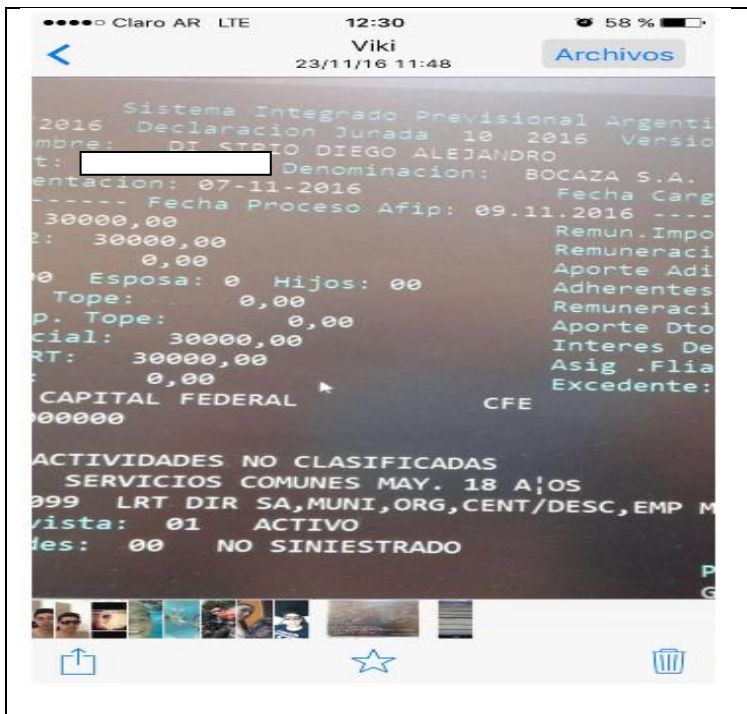 Claro AR LTE 12:30 58 %
Viki
23/11/16 11:48
Archivos
Sistema Integrado Previsional Argenti
/2016 Declaracion Jurada 10 2016 Versio
mbre: DI SIPIO DIEGO ALEJANDRO
t: Denominacion: BOCAZA S.A.
entacion: 07-11-2016 Fecha Carg
------ Fecha Proceso Afip: 09.11.2016 ----
30000,00 Remun.Impo
2: 30000,00 Remuneraci
0,00 Aporte Adi
00 Esposa: 0 Hijos: 00 Adherentes
Tope: 0,00 Remuneraci
p. Tope: 0,00 Aporte Dto
cial: 30000,00 Interes De
RT: 30000,00 Asig .Flia
: 0,00 Excedente:
CAPITAL FEDERAL CFE
000000
ACTIVIDADES NO CLASIFICADAS
SERVICIOS COMUNES MAY. 18 A¦OS
099 LRT DIR SA,MUNI,ORG,CENT/DESC,EMP M
vista: 01 ACTIVO
des: 00 NO SINIESTRADO
P
G